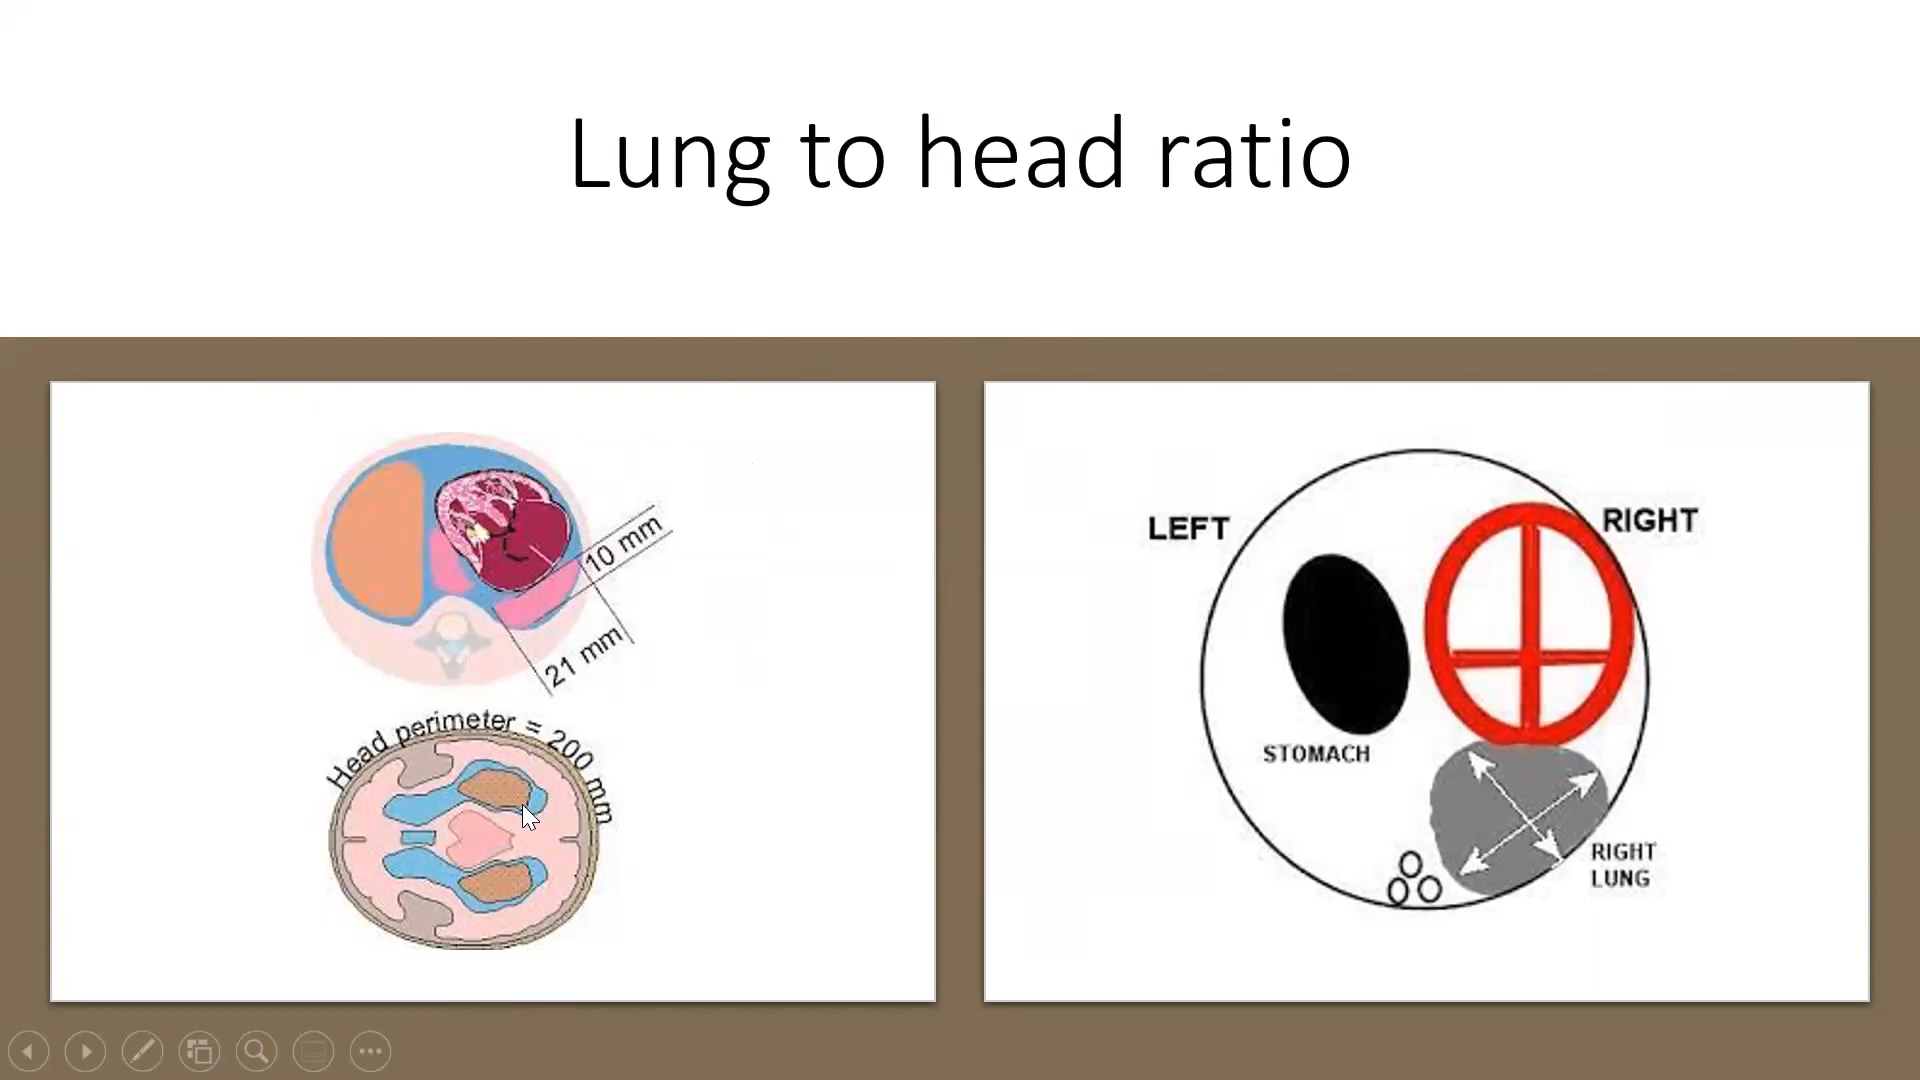 Lung to head ratio
10 mm
21 mm
Head perimeter = 200 mm
LEFT
RIGHT
STOMACH
RIGHT
LUNG